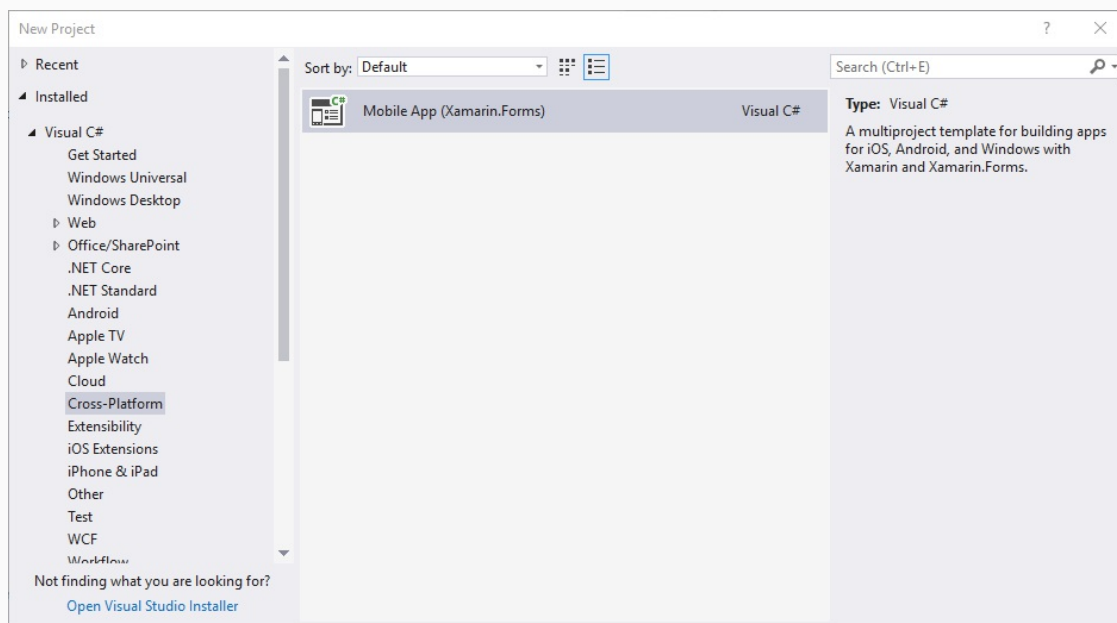 New Project
?
Recent
Installed
Visual C#
Get Started
Windows Universal
Windows Desktop
Web
Office/SharePoint
.NET Core
.NET Standard
Android
Apple TV
Apple Watch
Cloud
Cross-Platform
Extensibility
iOS Extensions
iPhone & iPad
Other
Test
WCF
Workflow
Not finding what you are looking for?
Open Visual Studio Installer
Sort by: Default
C# Mobile App (Xamarin.Forms) Visual C#
Search (Ctrl+E)
Type: Visual C#
A multiproject template for building apps
for iOS, Android, and Windows with
Xamarin and Xamarin.Forms.